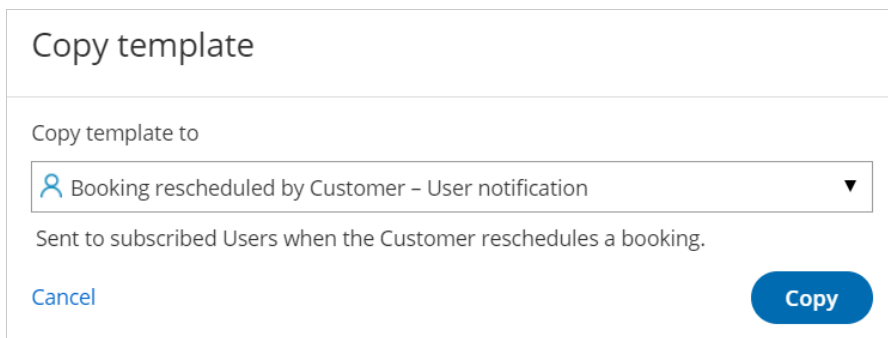 Copy template
Copy template to
Booking rescheduled by Customer – User notification
Sent to subscribed Users when the Customer reschedules a booking.
Cancel
Copy